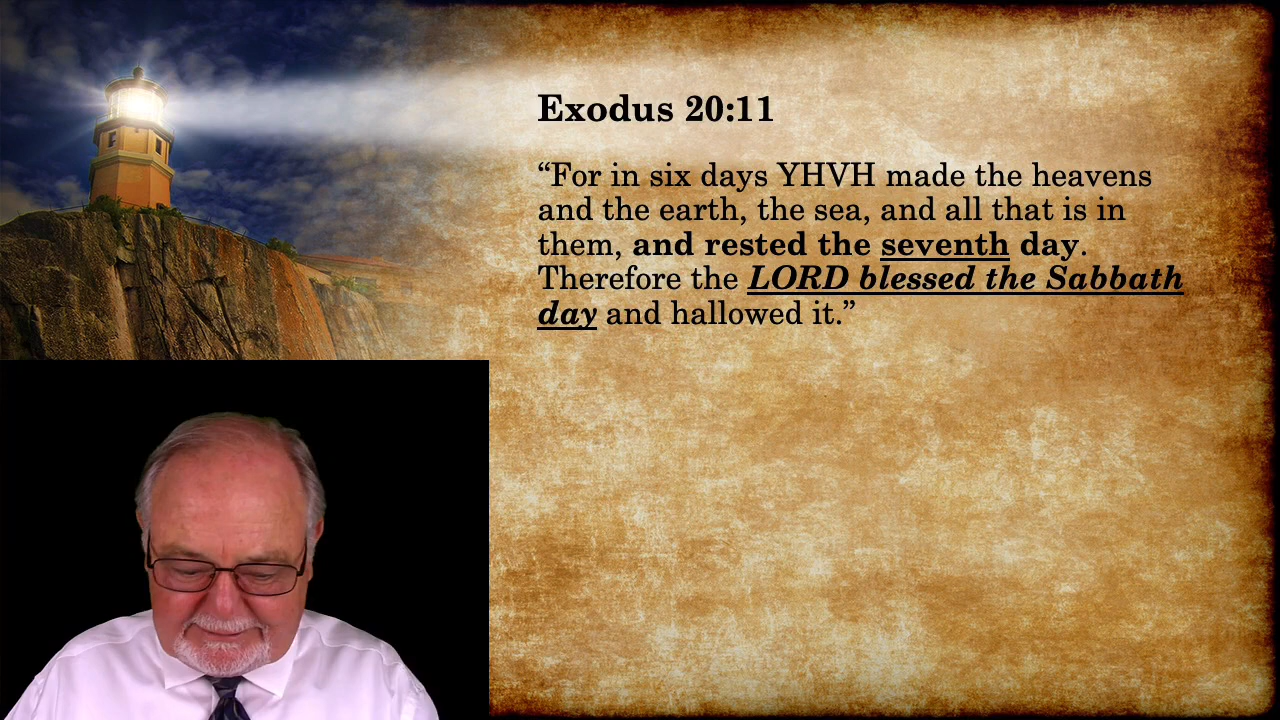 Exodus 20:11
“For in six days YHVH made the heavens
and the earth, the sea, and all that is in
them, and rested the seventh day.
Therefore the LORD blessed the Sabbath
day and hallowed it.”